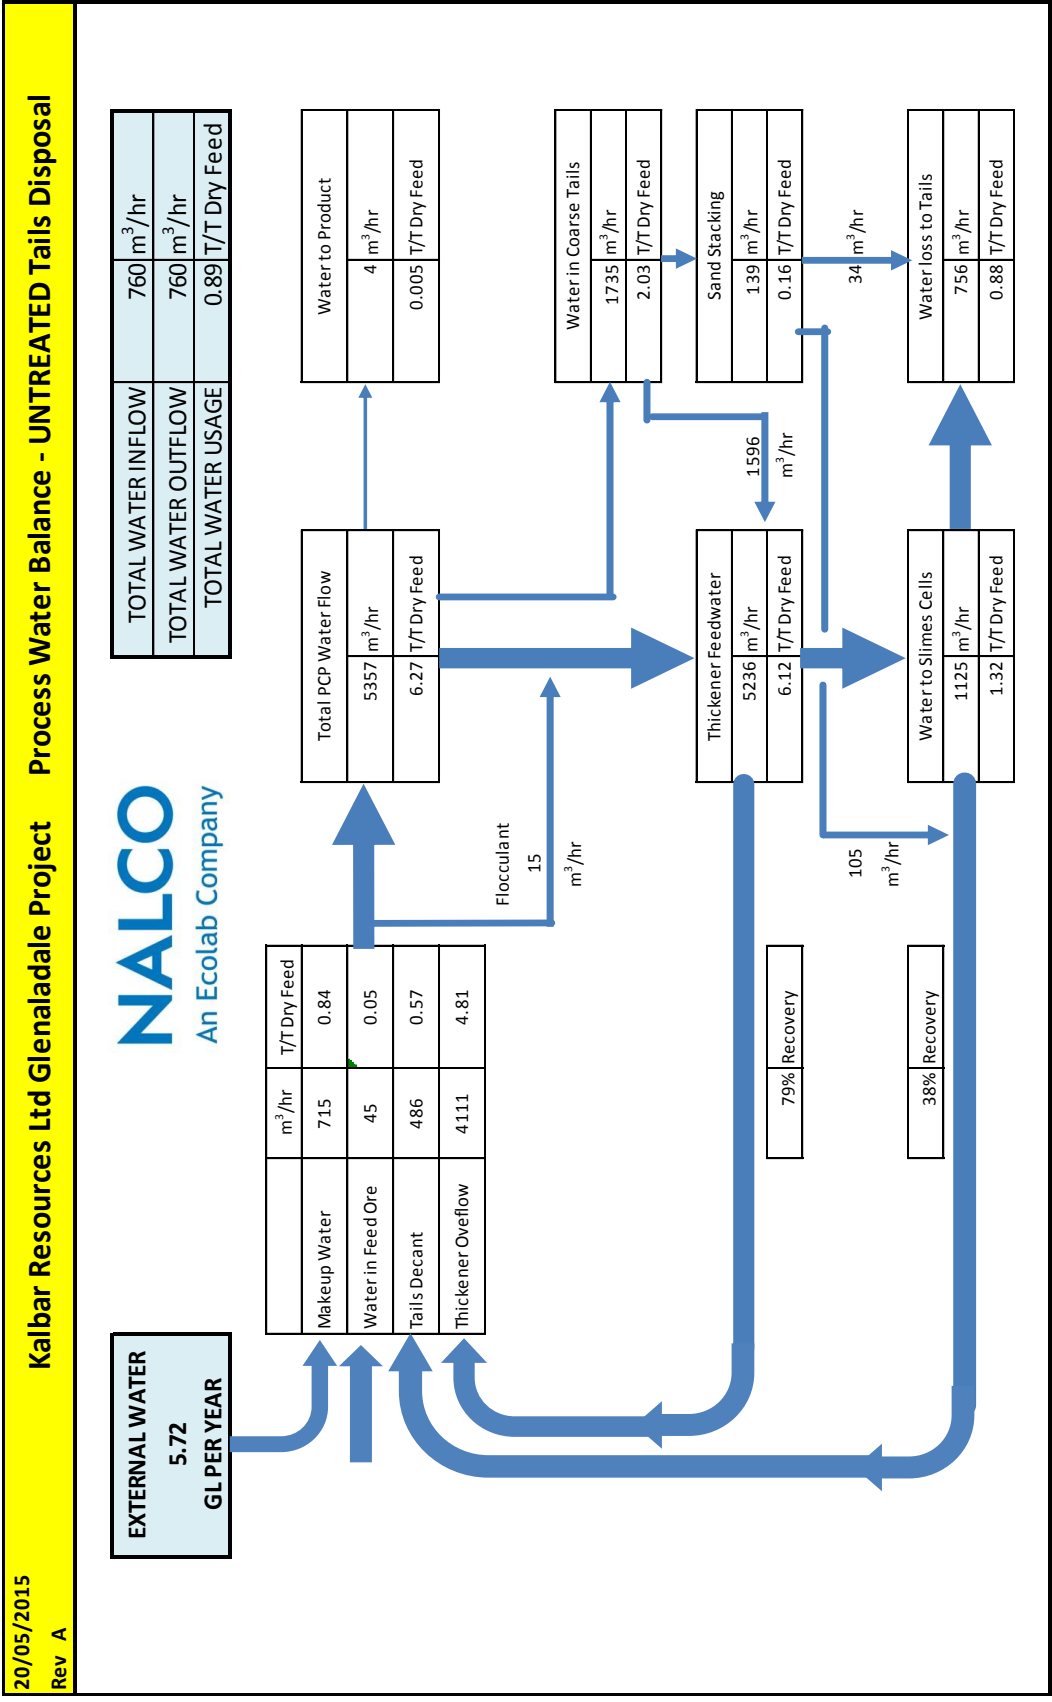 20/05/2015
Rev A
Kalbar Resources Ltd Glenaladale Project Process Water Balance - UNTREATED Tails Disposal
EXTERNAL WATER
5.72
GL PER YEAR
NALCO
An Ecolab Company
TOTAL WATER INFLOW 760 m³/hr
TOTAL WATER OUTFLOW 760 m³/hr
TOTAL WATER USAGE 0.89 T/T Dry Feed
m³/hr T/T Dry Feed
Makeup Water 715 0.84
Water in Feed Ore 45 0.05
Tails Decant 486 0.57
Thickener Oveflow 4111 4.81
Total PCP Water Flow
5357 m³/hr
6.27 T/T Dry Feed
Water to Product
4 m³/hr
0.005 T/T Dry Feed
Flocculant
15
m³/hr
Water in Coarse Tails
1735 m³/hr
2.03 T/T Dry Feed
1596
m³/hr
Thickener Feedwater
5236 m³/hr
6.12 T/T Dry Feed
Sand Stacking
139 m³/hr
0.16 T/T Dry Feed
79% Recovery
105
m³/hr
34 m³/hr
38% Recovery
Water to Slimes Cells
1125 m³/hr
1.32 T/T Dry Feed
Water loss to Tails
756 m³/hr
0.88 T/T Dry Feed